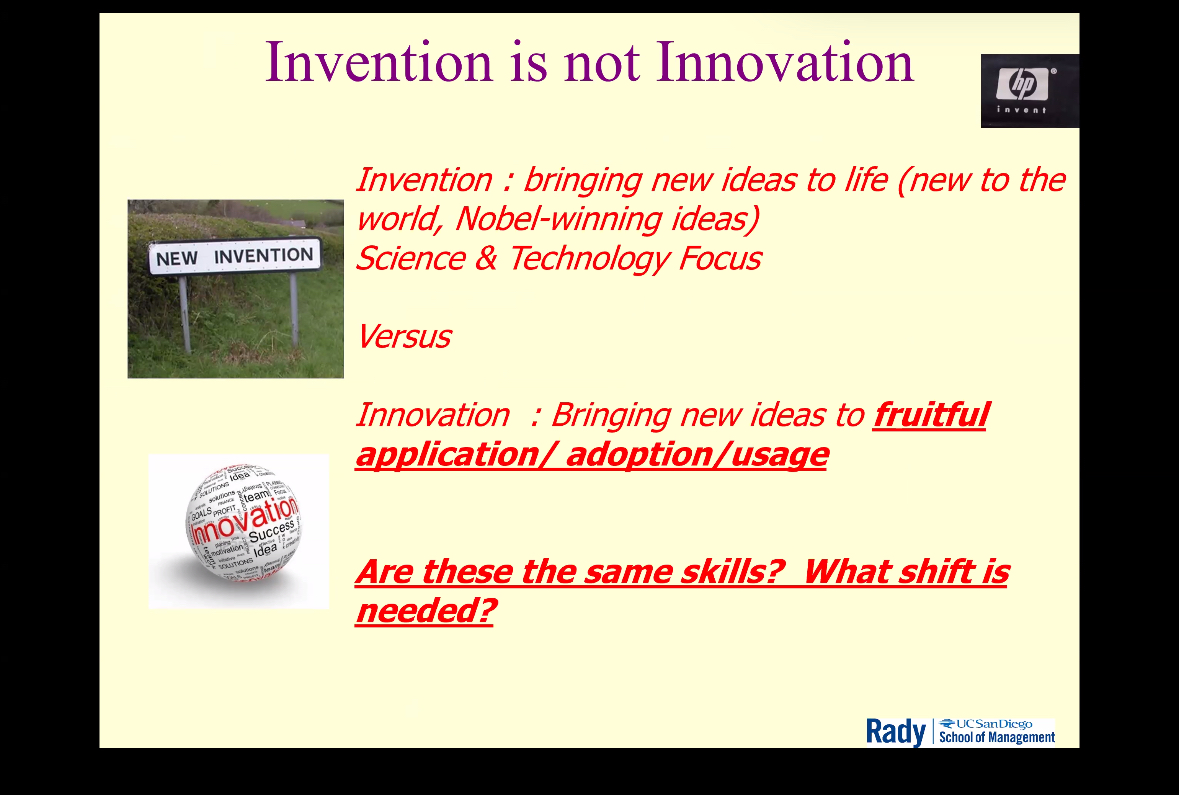 Invention is not Innovation
hp
®
invent
Invention : bringing new ideas to life (new to the
world, Nobel-winning ideas)
Science & Technology Focus
NEW INVENTION
Versus
Innovation : Bringing new ideas to fruitful
application/ adoption/usage
Success
Idea
SOLUTIONS
solutions
team
GOALS
PROFIT
Innovation
Success
motivation
Idea
SOLUTIONS
Are these the same skills? What shift is
needed?
Rady
UC San Diego
School of Management